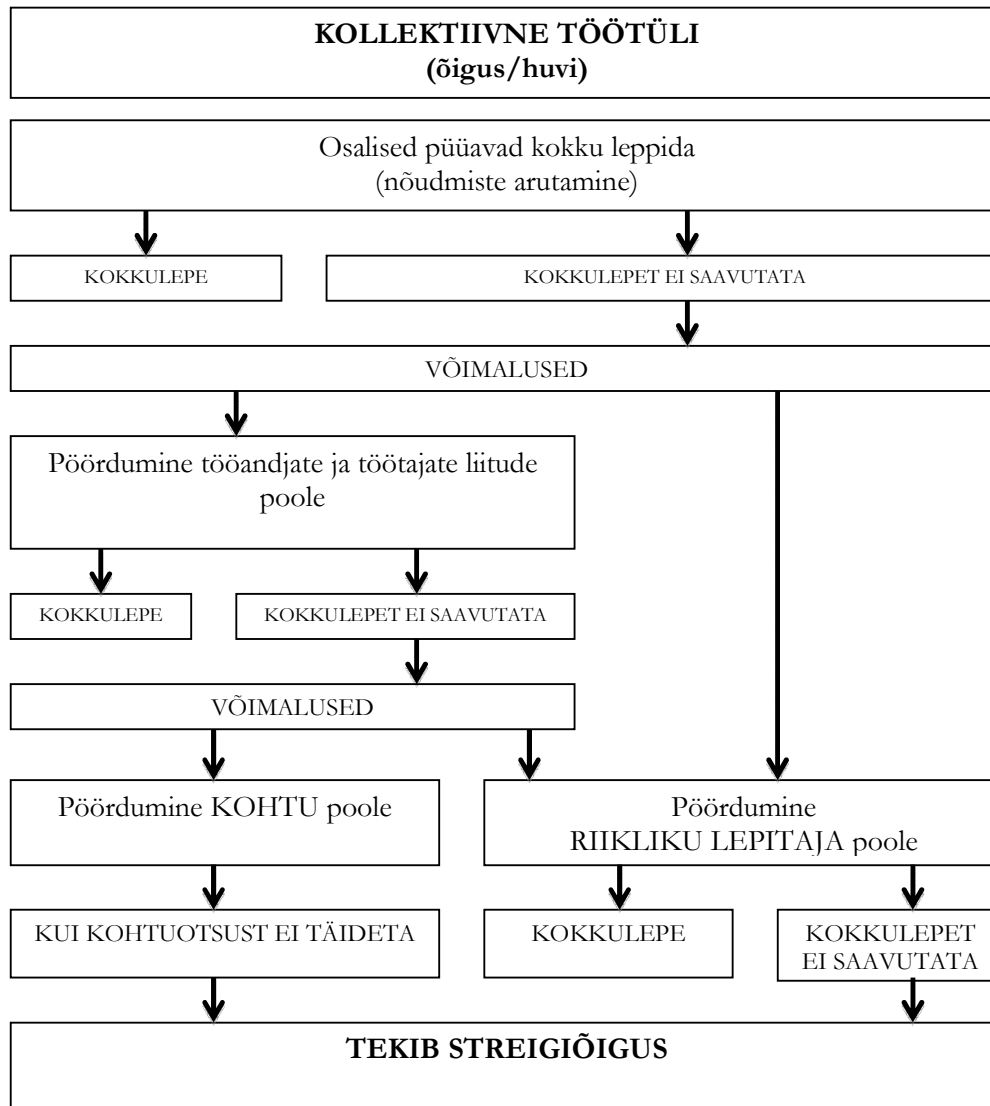 KOLLEKTIIVNE TÖÖTÜLI
(õigus/huvi)
Osalised püüavad kokku leppida
(nõudmiste arutamine)
KOKKULEPE
KOKKULEPET EI SAAVUTATA
VÕIMALUSED
Pöördumine tööandjate ja töötajate liitude
poole
KOKKULEPE
KOKKULEPET EI SAAVUTATA
VÕIMALUSED
Pöördumine KOHTU poole
Pöördumine
RIIKLIKU LEPITAJA poole
KUI KOHTUOTSUST EI TÄIDETA
KOKKULEPE
KOKKULEPET
EI SAAVUTATA
TEKIB STREIGIÕIGUS